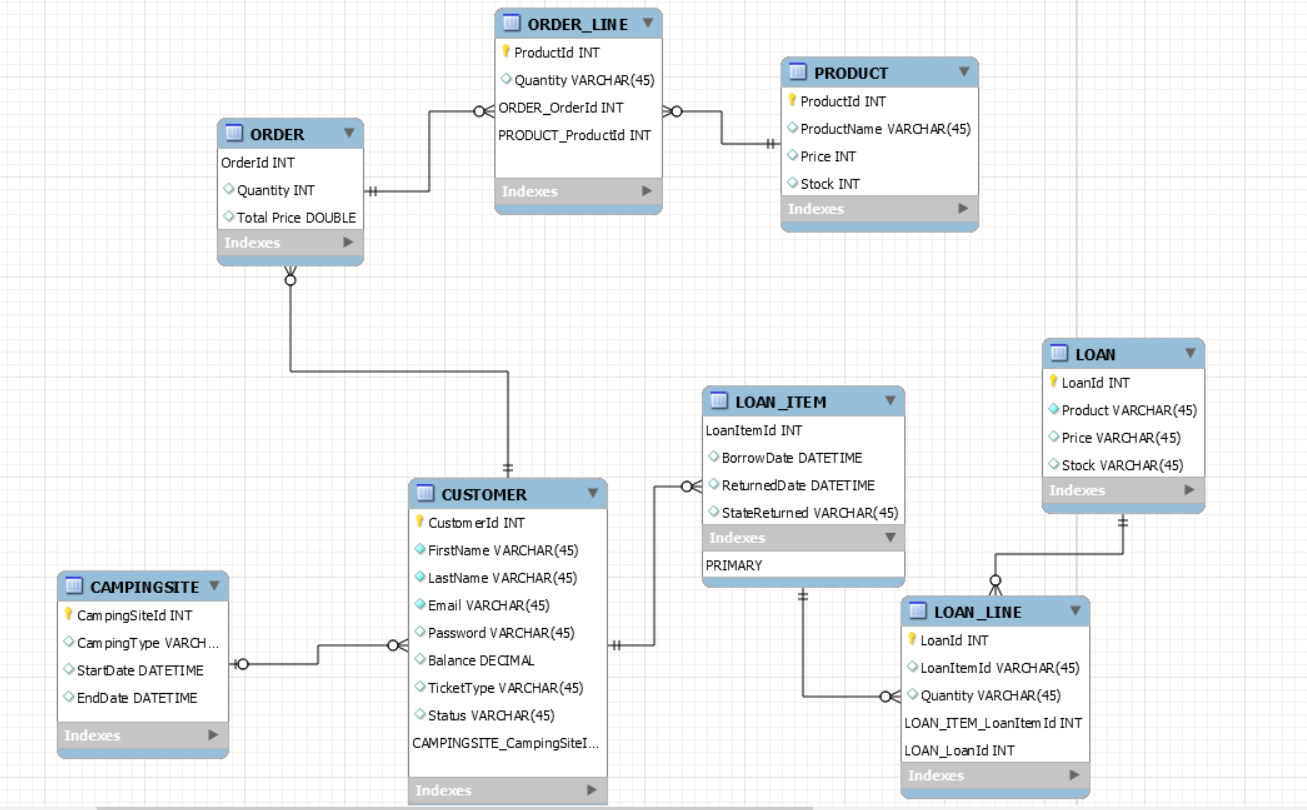 ORDER_LINE
ProductId INT
Quantity VARCHAR(45)
ORDER_OrderId INT
PRODUCT_ProductId INT
Indexes
PRODUCT
ProductId INT
ProductName VARCHAR(45)
Price INT
Stock INT
Indexes
ORDER
OrderId INT
Quantity INT
Total Price DOUBLE
Indexes
LOAN
LoanId INT
Product VARCHAR(45)
Price VARCHAR(45)
Stock VARCHAR(45)
Indexes
LOAN_ITEM
LoanItemId INT
BorrowDate DATETIME
ReturnedDate DATETIME
StateReturned VARCHAR(45)
Indexes
PRIMARY
CUSTOMER
CustomerId INT
FirstName VARCHAR(45)
LastName VARCHAR(45)
Email VARCHAR(45)
Password VARCHAR(45)
Balance DECIMAL
TicketType VARCHAR(45)
Status VARCHAR(45)
CAMPINGSITE_CampingSiteI...
Indexes
CAMPINGSITE
CampingSiteId INT
CampingType VARCH...
StartDate DATETIME
EndDate DATETIME
Indexes
LOAN_LINE
LoanId INT
LoanItemId VARCHAR(45)
Quantity VARCHAR(45)
LOAN_ITEM_LoanItemId INT
LOAN_LoanId INT
Indexes